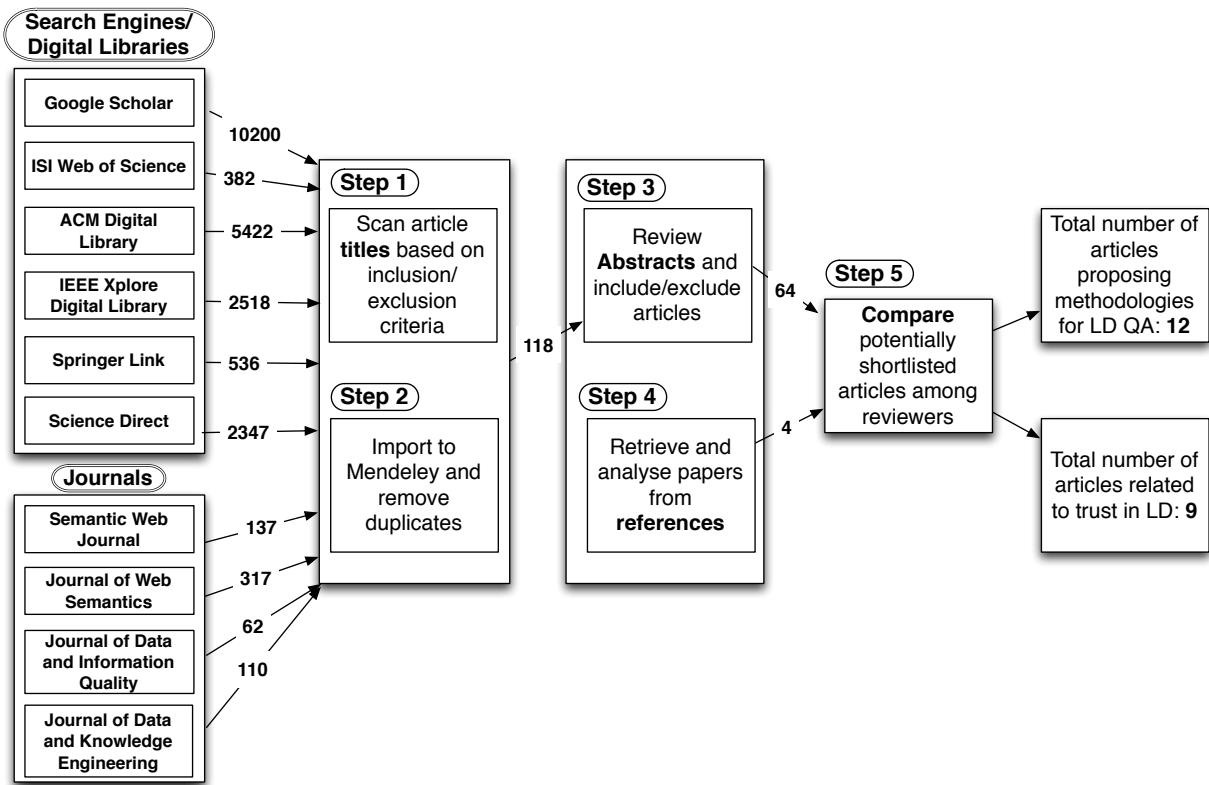 Search Engines/
Digital Libraries
Google Scholar
ISI Web of Science
ACM Digital
Library
IEEE Xplore
Digital Library
Springer Link
Science Direct
Journals
Semantic Web
Journal
Journal of Web
Semantics
Journal of Data
and Information
Quality
Journal of Data
and Knowledge
Engineering
10200
382
5422
2518
536
2347
137
317
62
110
Step 1
Scan article
titles based on
inclusion/
exclusion
criteria
Step 2
Import to
Mendeley and
remove
duplicates
118
Step 3
Review
Abstracts and
include/exclude
articles
Step 4
Retrieve and
analyse papers
from
references
64
4
Step 5
Compare
potentially
shortlisted
articles among
reviewers
Total number of
articles
proposing
methodologies
for LD QA: 12
Total number of
articles related
to trust in LD: 9